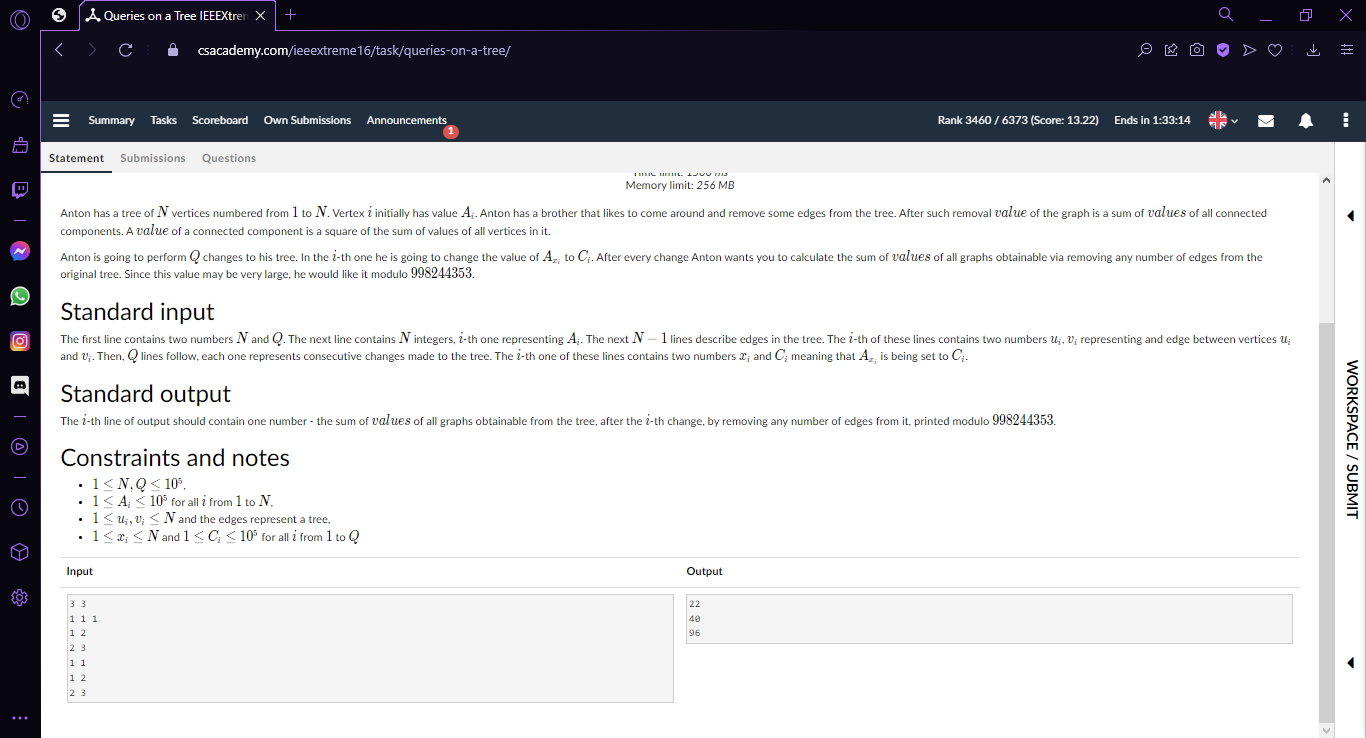 Queries on a Tree IEEEXtrem
csacademy.com/ieeextreme16/task/queries-on-a-tree/
Summary Tasks Scoreboard Own Submissions Announcements 1 Rank 3460 / 6373 (Score: 13.22) Ends in 1:33:14
Statement Submissions Questions
Time limit: 1500 ms
Memory limit: 256 MB
Anton has a tree of N vertices numbered from 1 to N. Vertex i initially has value A_i. Anton has a brother that likes to come around and remove some edges from the tree. After such removal value of the graph is a sum of values of all connected
components. A value of a connected component is a square of the sum of values of all vertices in it.
Anton is going to perform Q changes to his tree. In the i-th one he is going to change the value of A_{x_i} to C_i. After every change Anton wants you to calculate the sum of values of all graphs obtainable via removing any number of edges from the
original tree. Since this value may be very large, he would like it modulo 998244353.
Standard input
The first line contains two numbers N and Q. The next line contains N integers, i-th one representing A_i. The next N − 1 lines describe edges in the tree. The i-th of these lines contains two numbers u_i, v_i representing and edge between vertices u_i
and v_i. Then, Q lines follow, each one represents consecutive changes made to the tree. The i-th one of these lines contains two numbers x_i and C_i meaning that A_{x_i} is being set to C_i.
Standard output
The i-th line of output should contain one number - the sum of values of all graphs obtainable from the tree, after the i-th change, by removing any number of edges from it, printed modulo 998244353.
Constraints and notes
• 1 ≤ N, Q ≤ 10^5,
• 1 ≤ A_i ≤ 10^5 for all i from 1 to N,
• 1 ≤ u_i, v_i ≤ N and the edges represent a tree,
• 1 ≤ x_i ≤ N and 1 ≤ C_i ≤ 10^5 for all i from 1 to Q
Input Output
3 3
1 1 1
1 2
2 3
1 1
1 2
2 3
22
40
96
WORKSPACE / SUBMIT